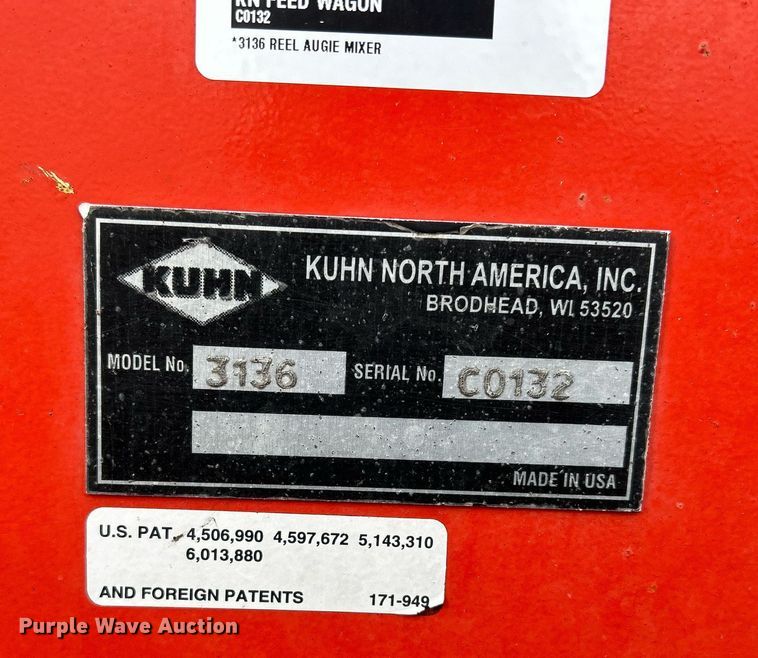 KN FEED WAGON
C0132
*3136 REEL AUGIE MIXER
KUHN
KUHN NORTH AMERICA, INC.
BRODHEAD, WI 53520
MODEL No. 3136 SERIAL No. C0132
MADE IN USA
U.S. PAT. 4,506,990 4,597,672 5,143,310
6,013,880
AND FOREIGN PATENTS 171-949
Purple Wave Auction